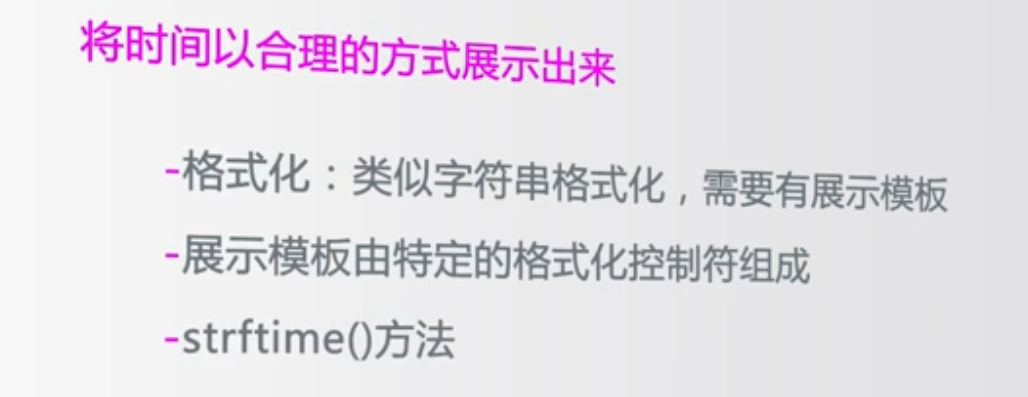 将时间以合理的方式展示出来
-格式化：类似字符串格式化，需要有展示模板
-展示模板由特定的格式化控制符组成
-strftime()方法